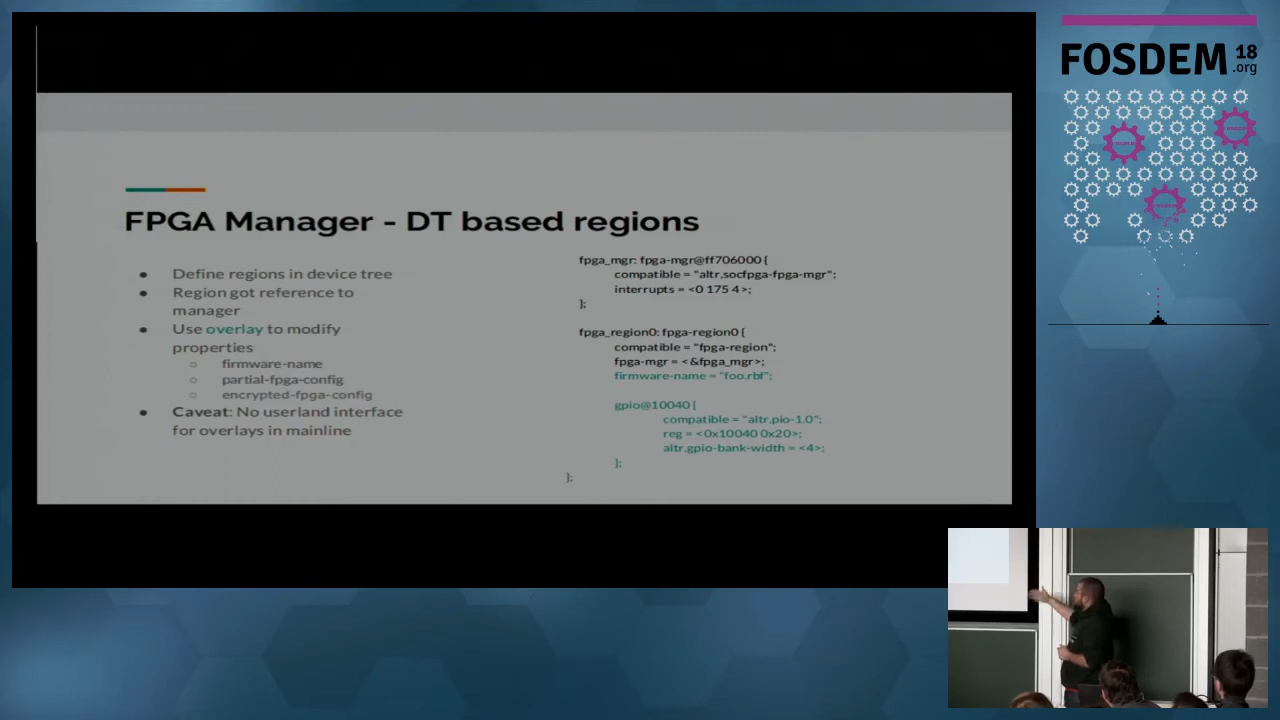 FOSDEM 18
.org
FPGA Manager - DT based regions
● Define regions in device tree
● Region got reference to
manager
● Use overlay to modify
properties
○ firmware-name
○ partial-fpga-config
○ encrypted-fpga-config
● Caveat: No userland interface
for overlays in mainline
fpga_mgr: fpga-mgr@ff706000 {
compatible = "altr,socfpga-fpga-mgr";
interrupts = <0 175 4>;
};
fpga_region0: fpga-region0 {
compatible = "fpga-region";
fpga-mgr = <&fpga_mgr>;
firmware-name = "foo.rbf";
gpio@10040 {
compatible = "altr,pio-1.0";
reg = <0x10040 0x20>;
altr,gpio-bank-width = <4>;
};
};